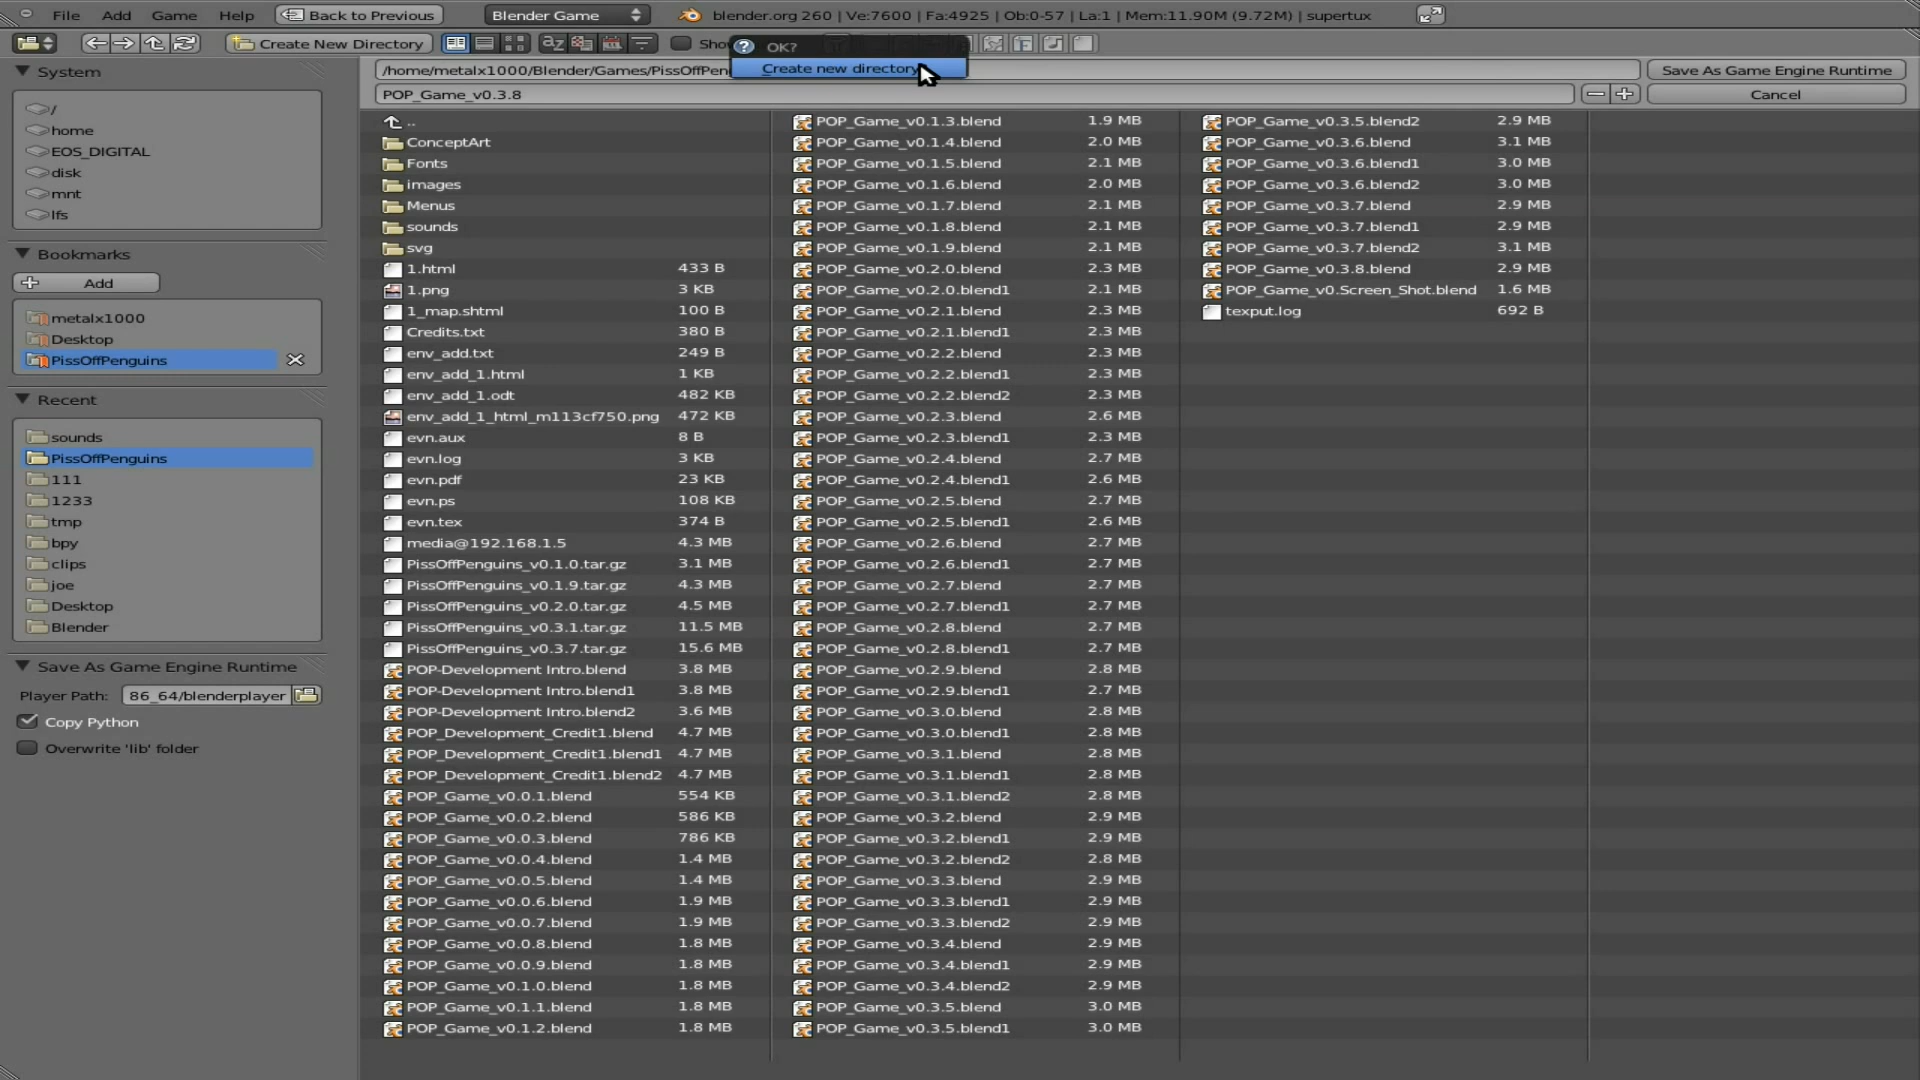 File Add Game Help Back to Previous Blender Game blender.org 260 | Ve:7600 | Fa:4925 | Ob:0-57 | La:1 | Mem:11.90M (9.72M) | supertux
Create New Directory Sho
OK?
Create new directory
/home/metalx1000/Blender/Games/PissOffPen Save As Game Engine Runtime
POP_Game_v0.3.8 Cancel
System
/
home
EOS_DIGITAL
disk
mnt
lfs
Bookmarks
Add
metalx1000
Desktop
PissOffPenguins
Recent
sounds
PissOffPenguins
111
1233
tmp
bpy
clips
joe
Desktop
Blender
Save As Game Engine Runtime
Player Path: 86_64/blenderplayer
Copy Python
Overwrite 'lib' folder
..
ConceptArt
Fonts
images
Menus
sounds
svg
1.html 433 B
1.png 3 KB
1_map.shtml 100 B
Credits.txt 380 B
env_add.txt 249 B
env_add_1.html 1 KB
env_add_1.odt 482 KB
env_add_1_html_m113cf750.png 472 KB
evn.aux 8 B
evn.log 3 KB
evn.pdf 23 KB
evn.ps 108 KB
evn.tex 374 B
media@192.168.1.5 4.3 MB
PissOffPenguins_v0.1.0.tar.gz 3.1 MB
PissOffPenguins_v0.1.9.tar.gz 4.3 MB
PissOffPenguins_v0.2.0.tar.gz 4.5 MB
PissOffPenguins_v0.3.1.tar.gz 11.5 MB
PissOffPenguins_v0.3.7.tar.gz 15.6 MB
POP-Development Intro.blend 3.8 MB
POP-Development Intro.blend1 3.8 MB
POP-Development Intro.blend2 3.6 MB
POP_Development_Credit1.blend 4.7 MB
POP_Development_Credit1.blend1 4.7 MB
POP_Development_Credit1.blend2 4.7 MB
POP_Game_v0.0.1.blend 554 KB
POP_Game_v0.0.2.blend 586 KB
POP_Game_v0.0.3.blend 786 KB
POP_Game_v0.0.4.blend 1.4 MB
POP_Game_v0.0.5.blend 1.4 MB
POP_Game_v0.0.6.blend 1.9 MB
POP_Game_v0.0.7.blend 1.9 MB
POP_Game_v0.0.8.blend 1.8 MB
POP_Game_v0.0.9.blend 1.8 MB
POP_Game_v0.1.0.blend 1.8 MB
POP_Game_v0.1.1.blend 1.8 MB
POP_Game_v0.1.2.blend 1.8 MB
POP_Game_v0.1.3.blend 1.9 MB
POP_Game_v0.1.4.blend 2.0 MB
POP_Game_v0.1.5.blend 2.1 MB
POP_Game_v0.1.6.blend 2.0 MB
POP_Game_v0.1.7.blend 2.1 MB
POP_Game_v0.1.8.blend 2.1 MB
POP_Game_v0.1.9.blend 2.1 MB
POP_Game_v0.2.0.blend 2.3 MB
POP_Game_v0.2.0.blend1 2.1 MB
POP_Game_v0.2.1.blend 2.3 MB
POP_Game_v0.2.1.blend1 2.3 MB
POP_Game_v0.2.2.blend 2.3 MB
POP_Game_v0.2.2.blend1 2.3 MB
POP_Game_v0.2.2.blend2 2.3 MB
POP_Game_v0.2.3.blend 2.6 MB
POP_Game_v0.2.3.blend1 2.3 MB
POP_Game_v0.2.4.blend 2.7 MB
POP_Game_v0.2.4.blend1 2.6 MB
POP_Game_v0.2.5.blend 2.7 MB
POP_Game_v0.2.5.blend1 2.6 MB
POP_Game_v0.2.6.blend 2.7 MB
POP_Game_v0.2.6.blend1 2.7 MB
POP_Game_v0.2.7.blend 2.7 MB
POP_Game_v0.2.7.blend1 2.7 MB
POP_Game_v0.2.8.blend 2.7 MB
POP_Game_v0.2.8.blend1 2.7 MB
POP_Game_v0.2.9.blend 2.8 MB
POP_Game_v0.2.9.blend1 2.7 MB
POP_Game_v0.3.0.blend 2.8 MB
POP_Game_v0.3.0.blend1 2.8 MB
POP_Game_v0.3.1.blend 2.8 MB
POP_Game_v0.3.1.blend1 2.8 MB
POP_Game_v0.3.1.blend2 2.8 MB
POP_Game_v0.3.2.blend 2.9 MB
POP_Game_v0.3.2.blend1 2.9 MB
POP_Game_v0.3.2.blend2 2.8 MB
POP_Game_v0.3.3.blend 2.9 MB
POP_Game_v0.3.3.blend1 2.9 MB
POP_Game_v0.3.3.blend2 2.9 MB
POP_Game_v0.3.4.blend 2.9 MB
POP_Game_v0.3.4.blend1 2.9 MB
POP_Game_v0.3.4.blend2 2.9 MB
POP_Game_v0.3.5.blend 3.0 MB
POP_Game_v0.3.5.blend1 3.0 MB
POP_Game_v0.3.5.blend2 2.9 MB
POP_Game_v0.3.6.blend 3.1 MB
POP_Game_v0.3.6.blend1 3.0 MB
POP_Game_v0.3.6.blend2 3.0 MB
POP_Game_v0.3.7.blend 2.9 MB
POP_Game_v0.3.7.blend1 2.9 MB
POP_Game_v0.3.7.blend2 3.1 MB
POP_Game_v0.3.8.blend 2.9 MB
POP_Game_v0.Screen_Shot.blend 1.6 MB
texput.log 692 B